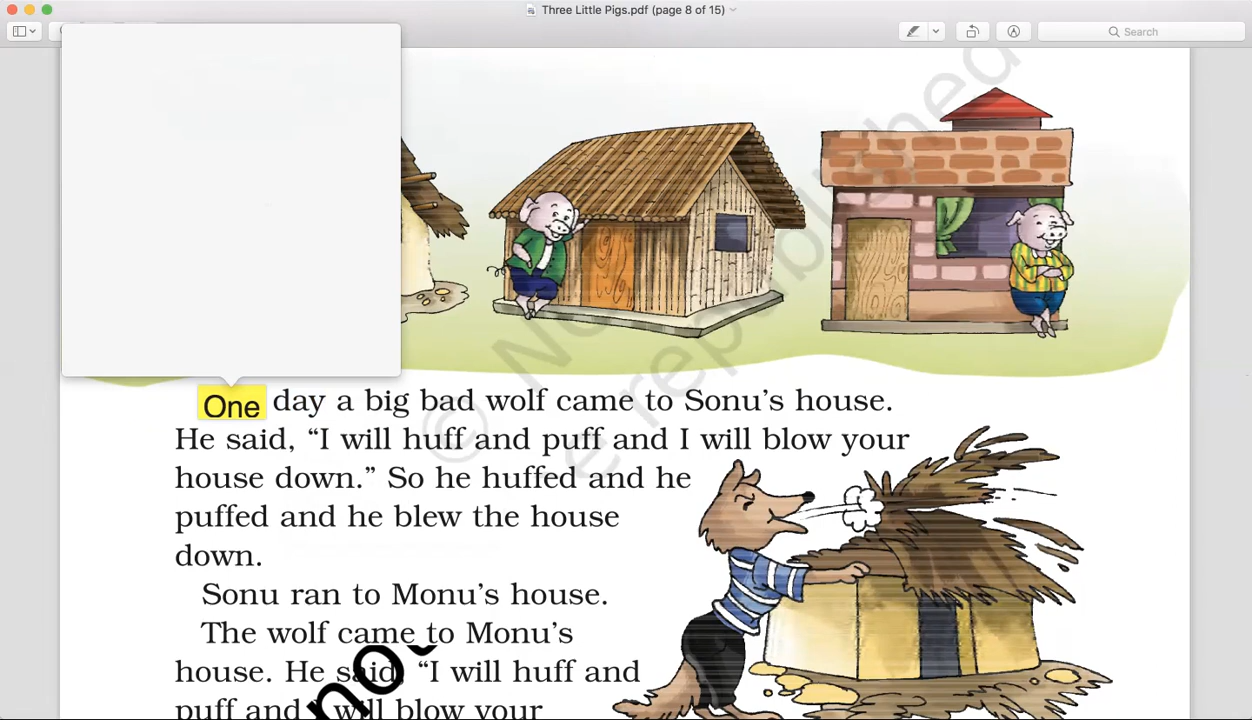 Three Little Pigs.pdf (page 8 of 15)
Search
One day a big bad wolf came to Sonu's house.
He said, “I will huff and puff and I will blow your
house down.” So he huffed and he
puffed and he blew the house
down.
Sonu ran to Monu's house.
The wolf came to Monu's
house. He said, “I will huff and
puff and I will blow your
not